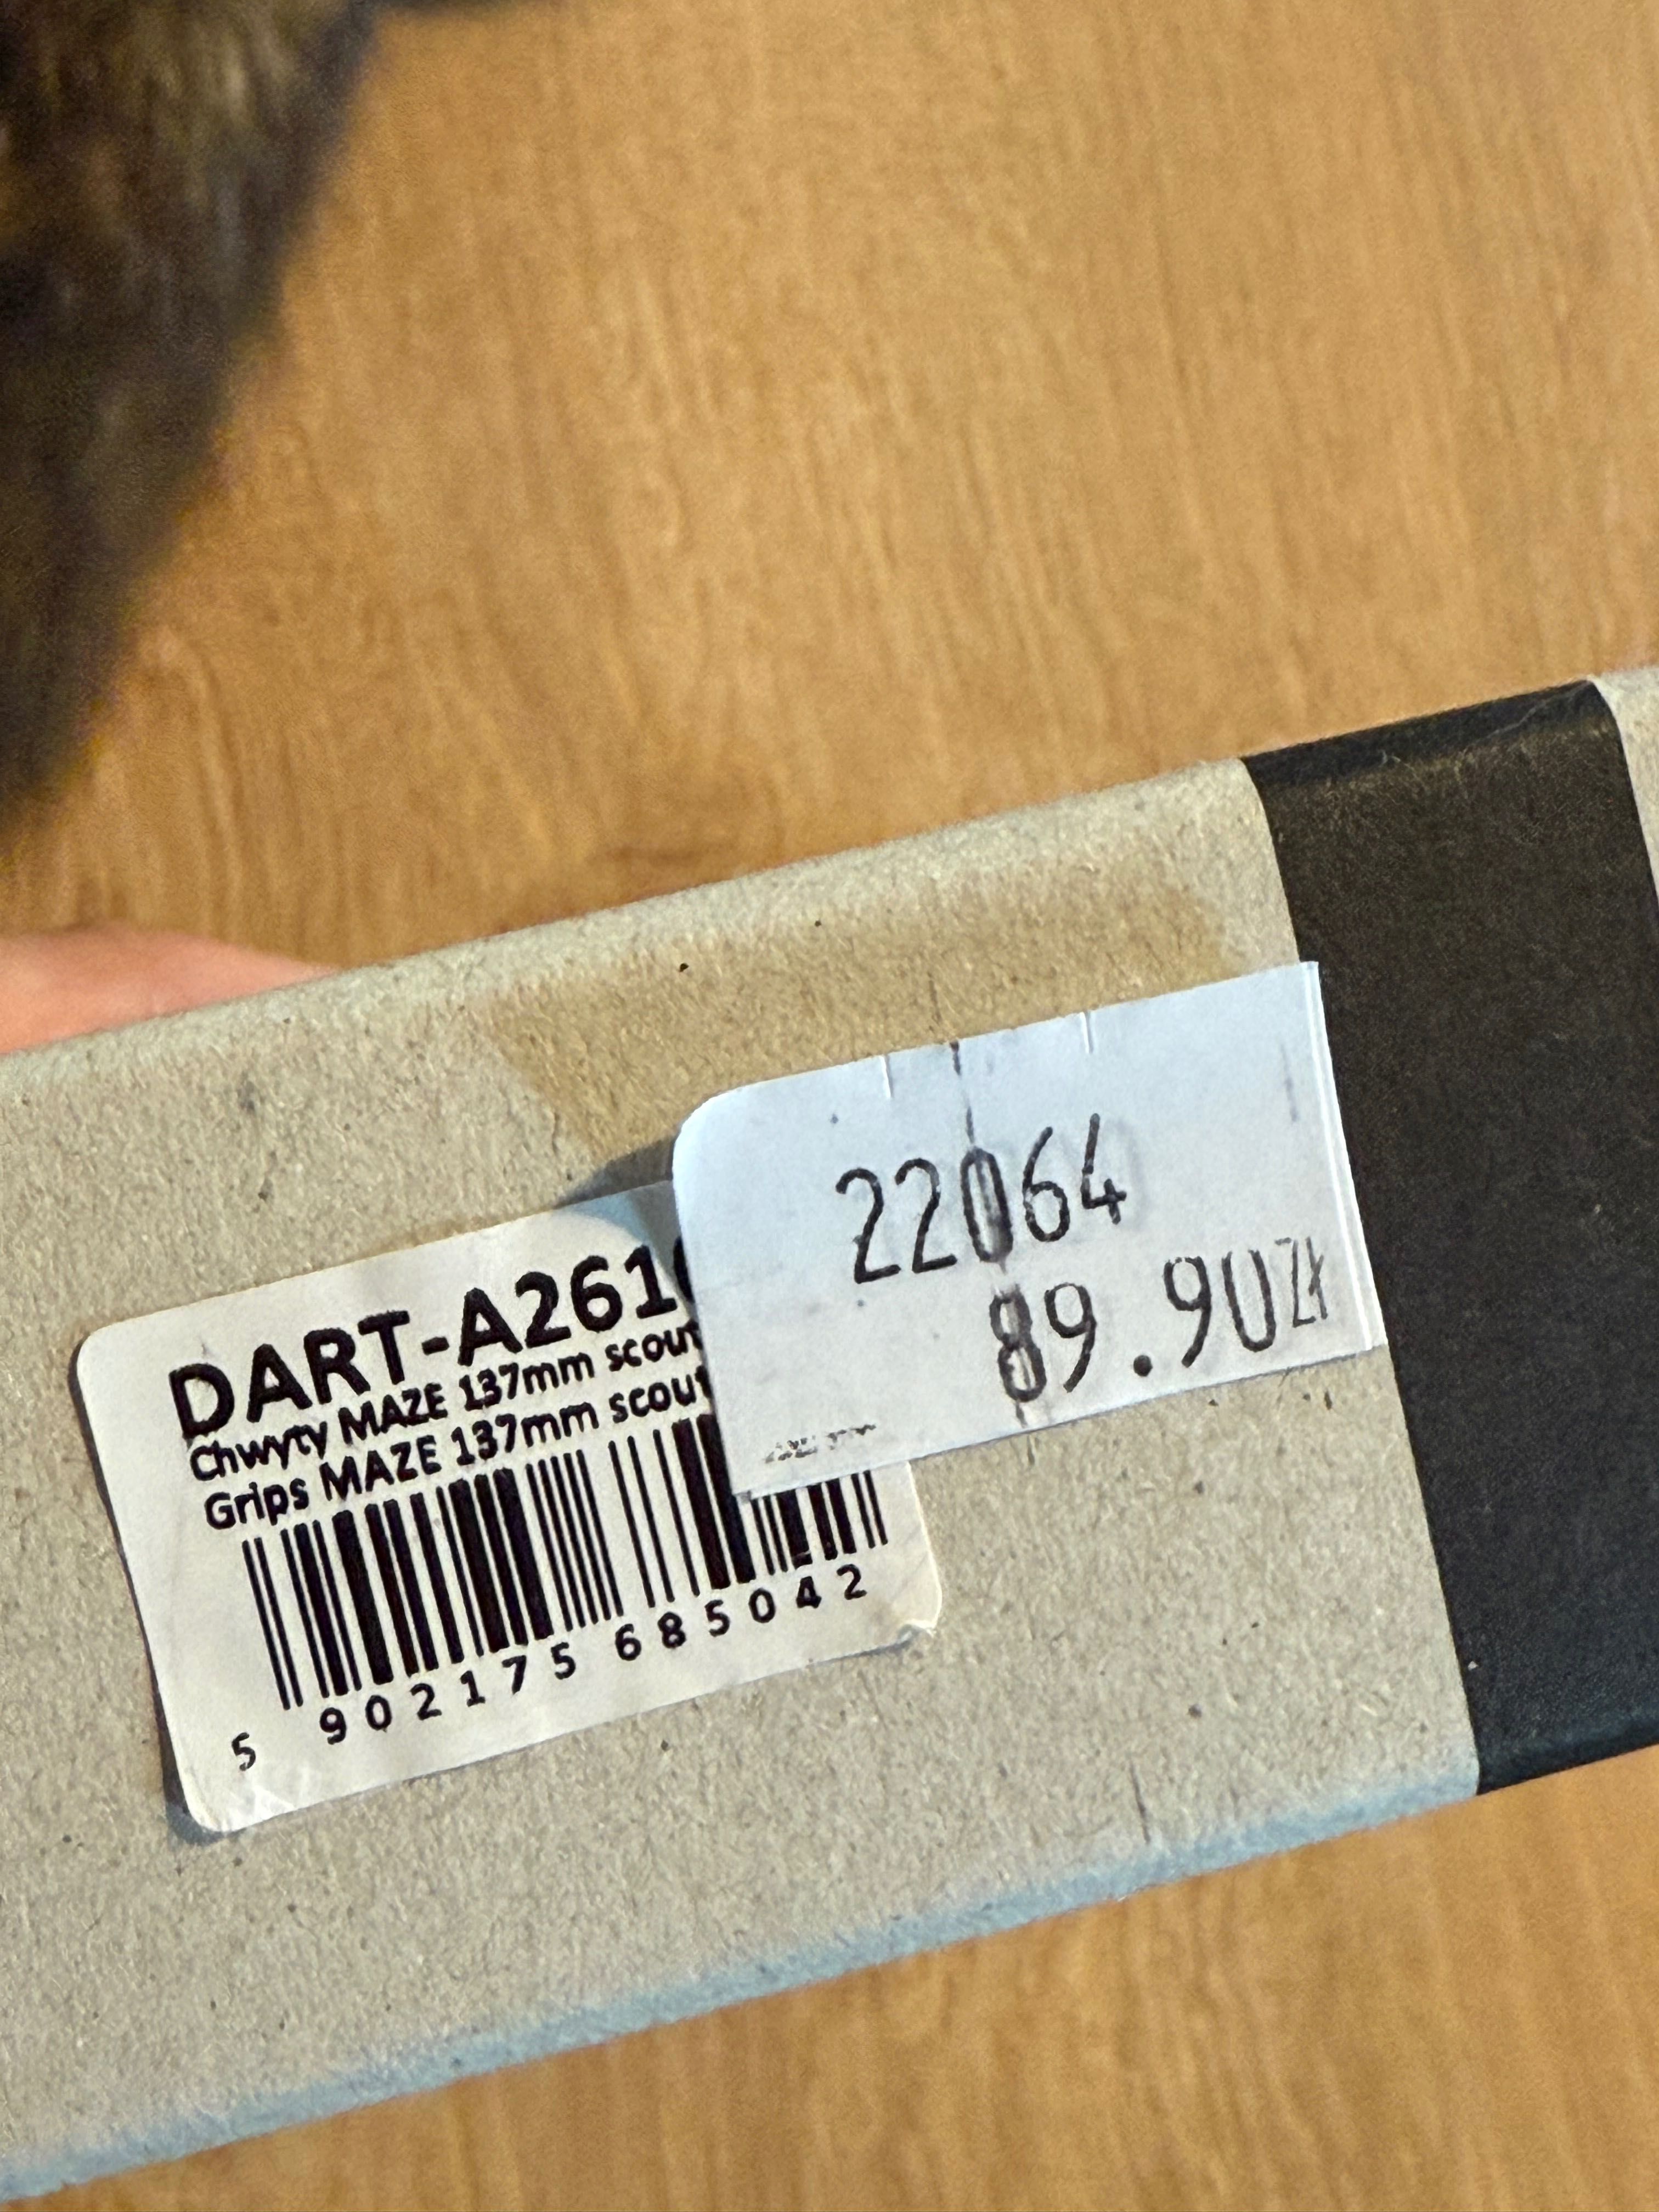 22064
89.90zł
DART-A261
Chwyty MAZE 137mm scout
Grips MAZE 137mm scout
5 902175 685042